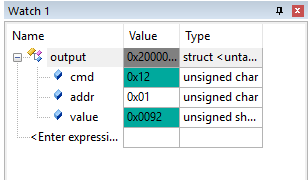 Watch 1
Name Value Type
output 0x20000... struct <unta...
cmd 0x12 unsigned char
addr 0x01 unsigned char
value 0x0092 unsigned sh...
<Enter expressi...